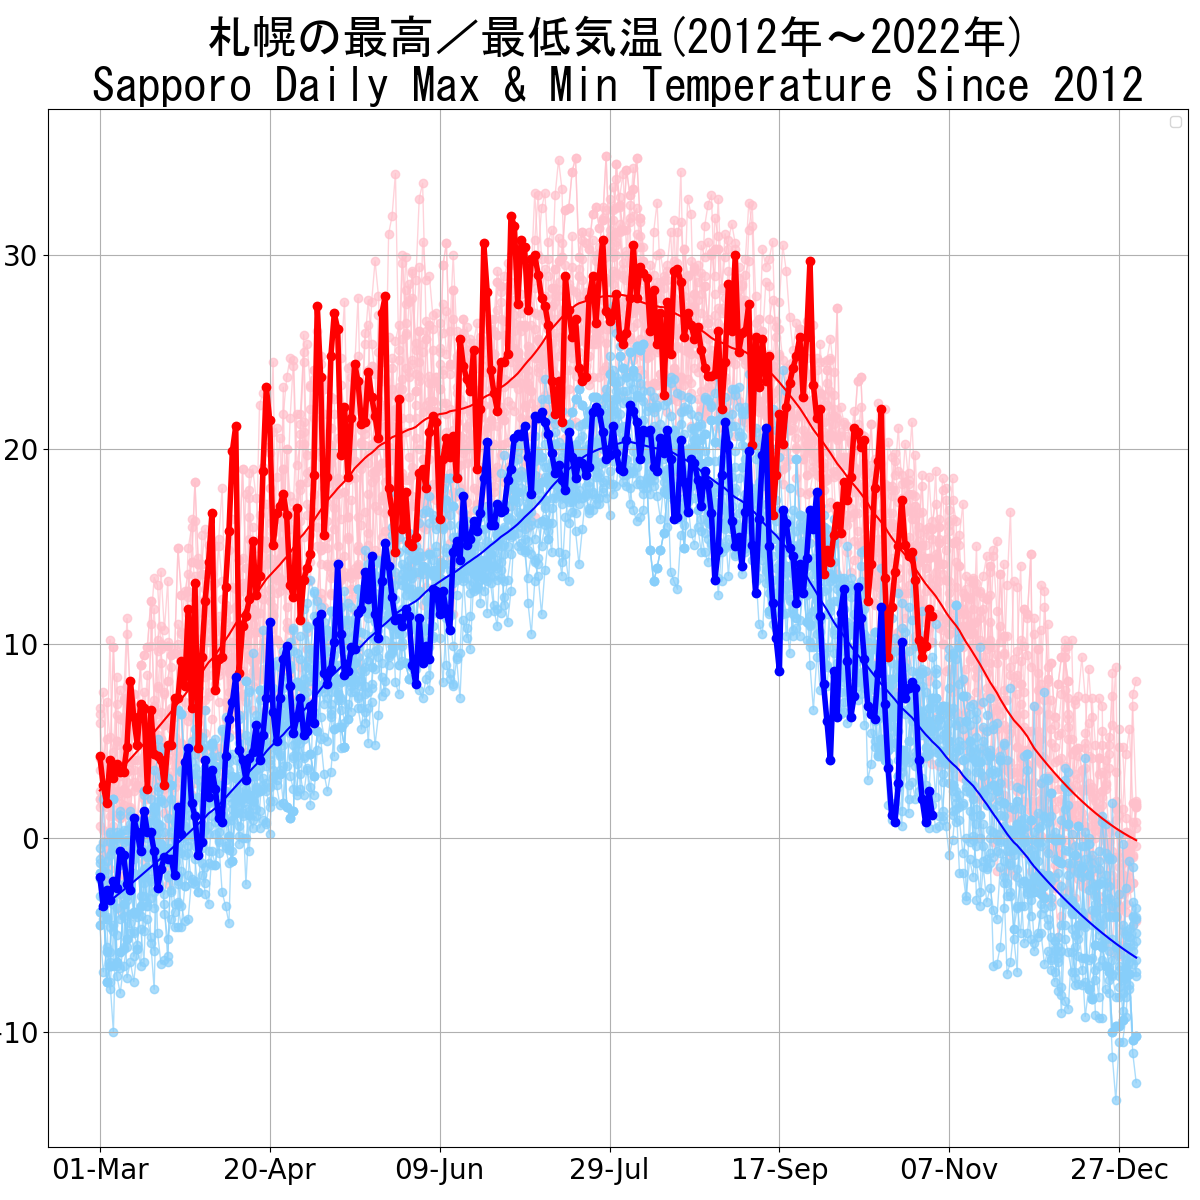 札幌の最高／最低気温(2012年～2022年)
Sapporo Daily Max & Min Temperature Since 2012
30
20
10
0
-10
01-Mar 20-Apr 09-Jun 29-Jul 17-Sep 07-Nov 27-Dec